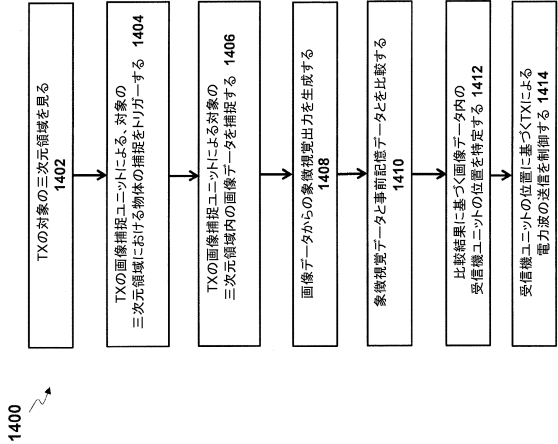 1400
TXの対象の三次元領域を見る
1402
TXの画像捕捉ユニットによる、対象の
三次元領域における物体の捕捉をトリガーする 1404
TXの画像捕捉ユニットによる対象の
三次元領域内の画像データを捕捉する 1406
画像データからの象徴視覚出力を生成する
1408
象徴視覚データと事前記憶データとを比較する
1410
比較結果に基づく画像データ内の
受信機ユニットの位置を特定する 1412
受信機ユニットの位置に基づくTXによる
電力波の送信を制御する 1414